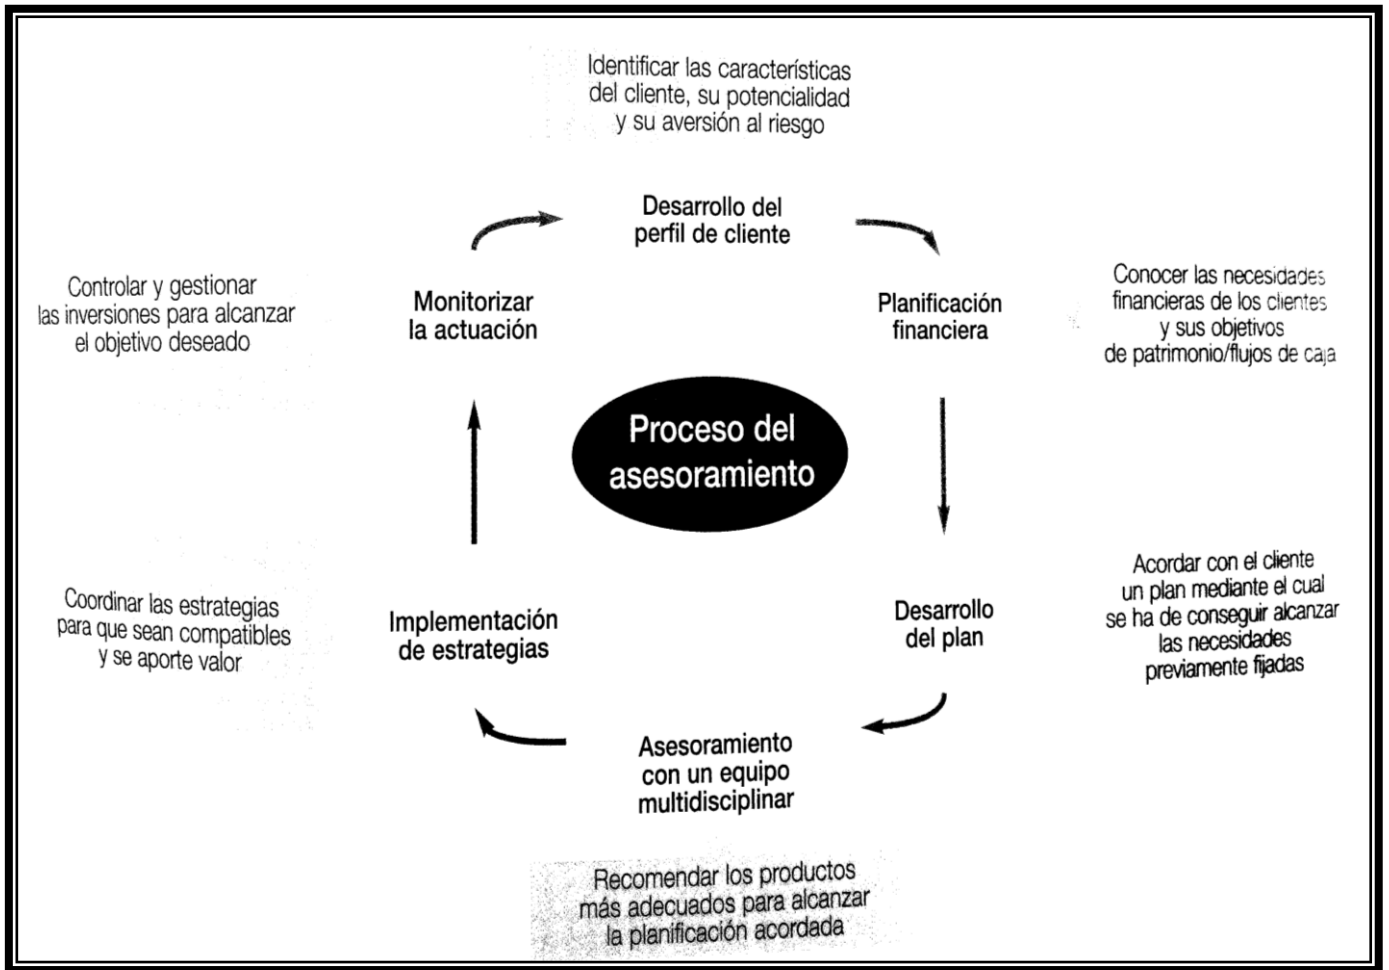 Identificar las características
del cliente, su potencialidad
y su aversión al riesgo
Desarrollo del
perfil de cliente
Controlar y gestionar
las inversiones para alcanzar
el objetivo deseado
Monitorizar
la actuación
Planificación
financiera
Conocer las necesidades
financieras de los clientes
y sus objetivos
de patrimonio/flujos de caja
Proceso del
asesoramiento
Coordinar las estrategias
para que sean compatibles
y se aporte valor
Implementación
de estrategias
Desarrollo
del plan
Acordar con el cliente
un plan mediante el cual
se ha de conseguir alcanzar
las necesidades
previamente fijadas
Asesoramiento
con un equipo
multidisciplinar
Recomendar los productos
más adecuados para alcanzar
la planificación acordada